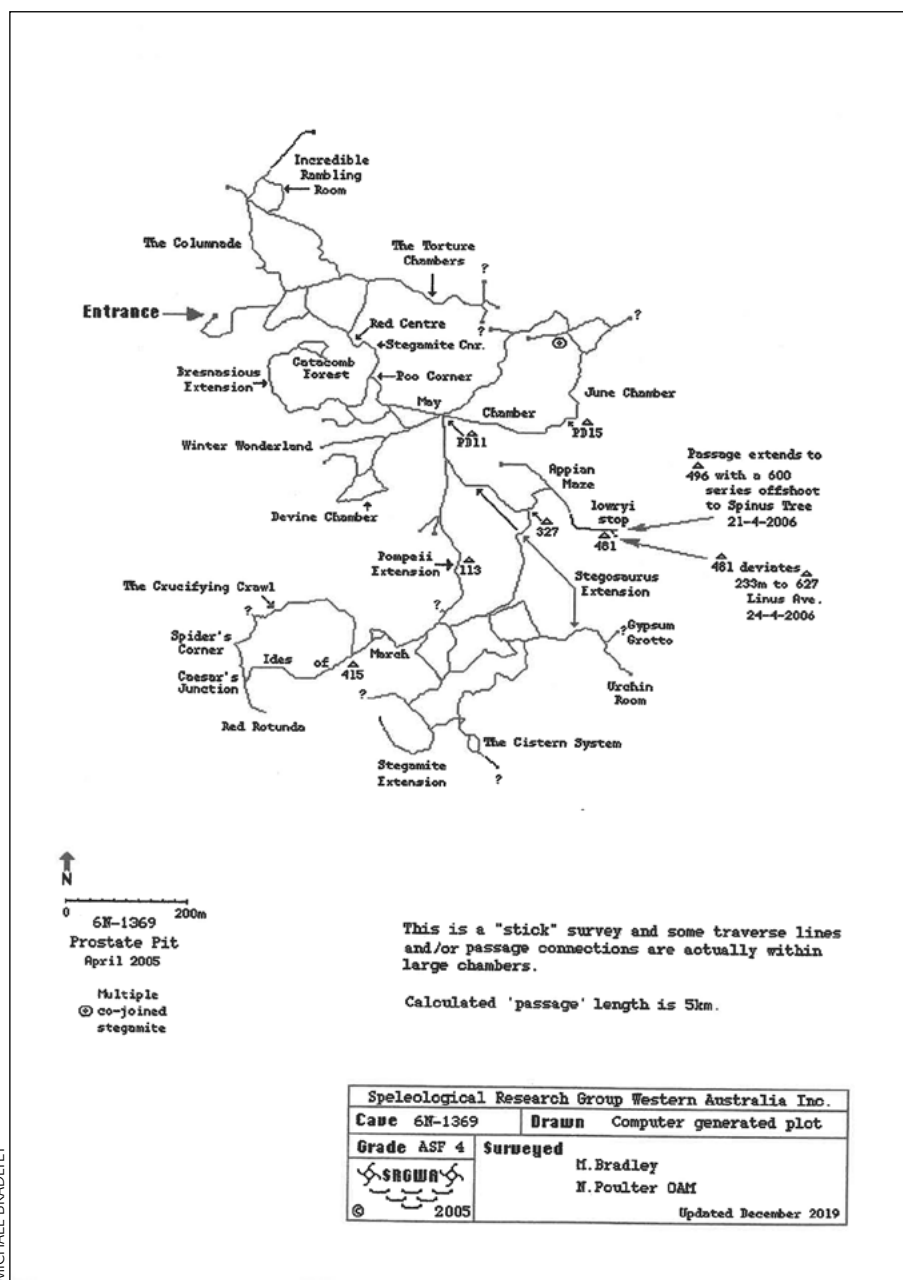 Incredible
Rambling
Room
The Columnade
The Torture
Chambers
?
Entrance
?
?
Red Centre
Stegamite Cnr.
Catacomb
Forest
Bresnasious
Extension
Poo Corner
June Chamber
May
Chamber
PD11
PD15
Winter Wonderland
Appian
Maze
Passage extends to
496 with a 600
series offshoot
to Spinus Tree
21-4-2006
Devine Chamber
lowryi
stop
327
481
Pompeii
Extension
113
481 deviates
233m to 627
Linus Ave.
24-4-2006
Stegosaurus
Extension
The Crucifying Crawl
?
?
? Gypsum
Grotto
Spider's
Corner
Ides of
March
415
Caesar's
Junction
Urchin
Room
?
Red Rotunda
The Cistern System
Stegamite
Extension
?
N
0 200m
6N-1369
Prostate Pit
April 2005
Multiple
co-joined
stegamite
This is a "stick" survey and some traverse lines
and/or passage connections are actually within
large chambers.
Calculated 'passage' length is 5km.
Speleological Research Group Western Australia Inc.
Cave 6N-1369 Drawn Computer generated plot
Grade ASF 4 Surveyed
M.Bradley
N.Poulter OAM
SRGWA
© 2005
Updated December 2019
MICHAEL BRADLEY